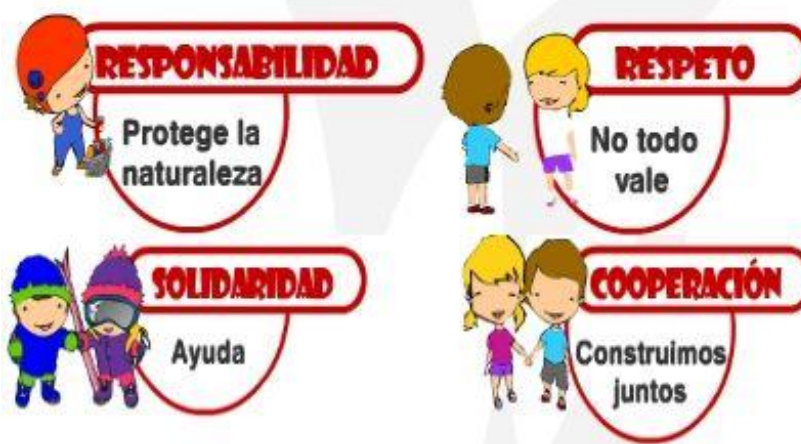 RESPONSABILIDAD
Protege la
naturaleza
RESPETO
No todo
vale
SOLIDARIDAD
Ayuda
COOPERACIÓN
Construimos
juntos